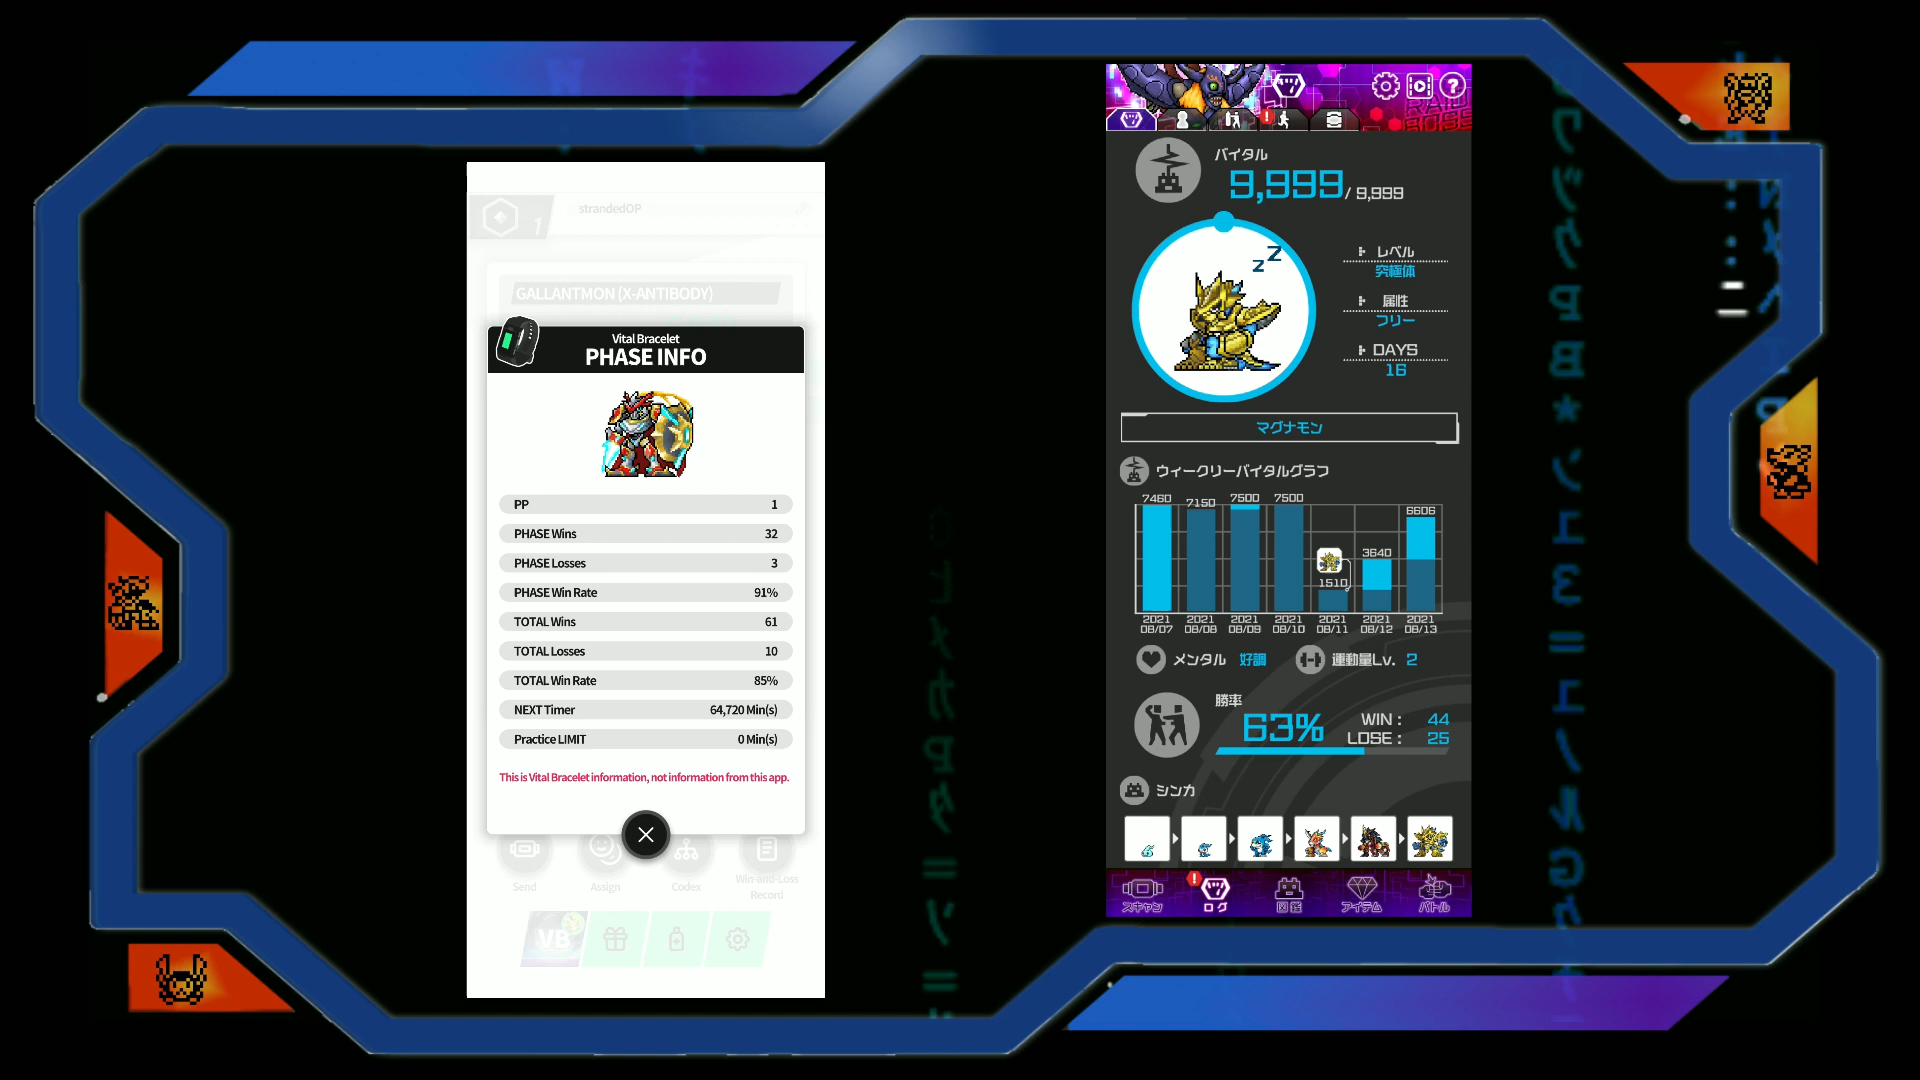 strandedOP
1
GALLANTMON (X-ANTIBODY)
Vital Bracelet
PHASE INFO
PP 1
PHASE Wins 32
PHASE Losses 3
PHASE Win Rate 91%
TOTAL Wins 61
TOTAL Losses 10
TOTAL Win Rate 85%
NEXT Timer 64,720 Min(s)
Practice LIMIT 0 Min(s)
This is Vital Bracelet information, not information from this app.
Send
Assign
Codex
Win-and-Loss
Record
VB
RAID
BOSS
バイタル
9,999 / 9,999
zZ
レベル
究極体
属性
フリー
DAYS
16
マグナモン
ウィークリーバイタルグラフ
7460 7150 7500 7500 1510 3640 6606
2021 2021 2021 2021 2021 2021 2021
08/07 08/08 08/09 08/10 08/11 08/12 08/13
メンタル 好調 運動量Lv. 2
勝率
63% WIN : 44
LOSE : 25
シンカ
スキャン ログ 図鑑 アイテム バトル